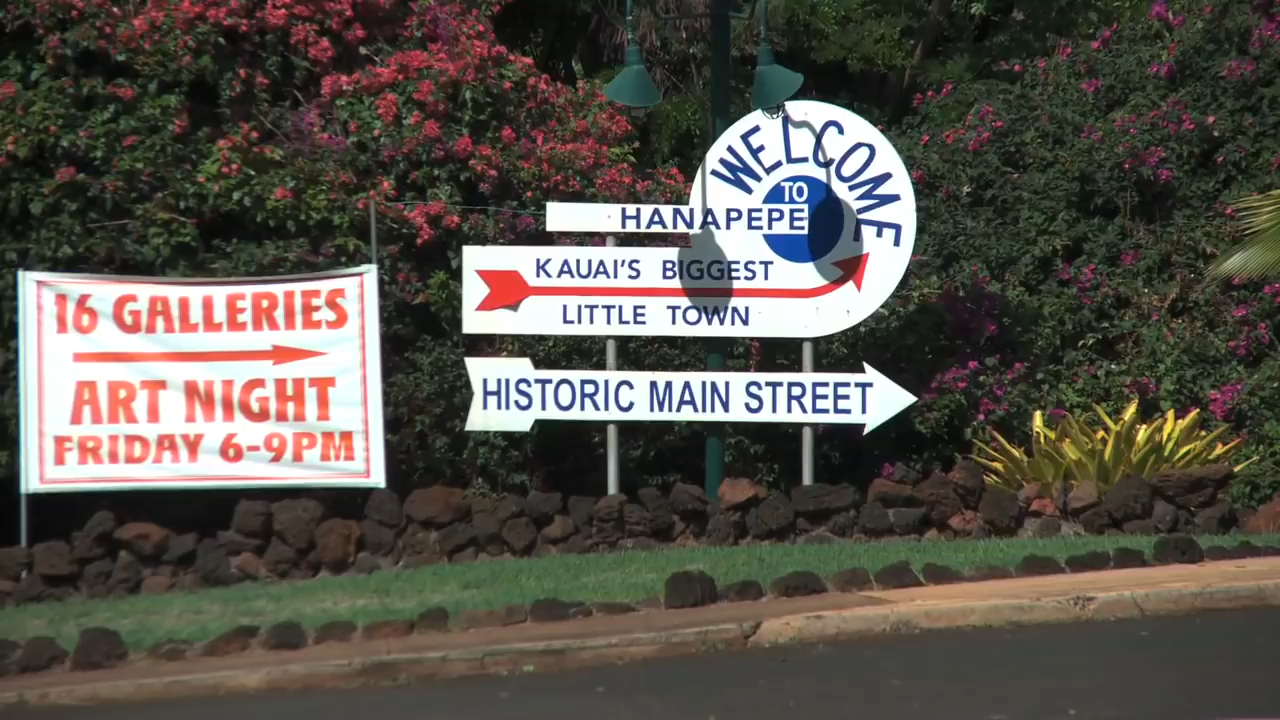 16 GALLERIES
ART NIGHT
FRIDAY 6-9PM
WELCOME
TO
HANAPEPE
KAUAI'S BIGGEST
LITTLE TOWN
HISTORIC MAIN STREET